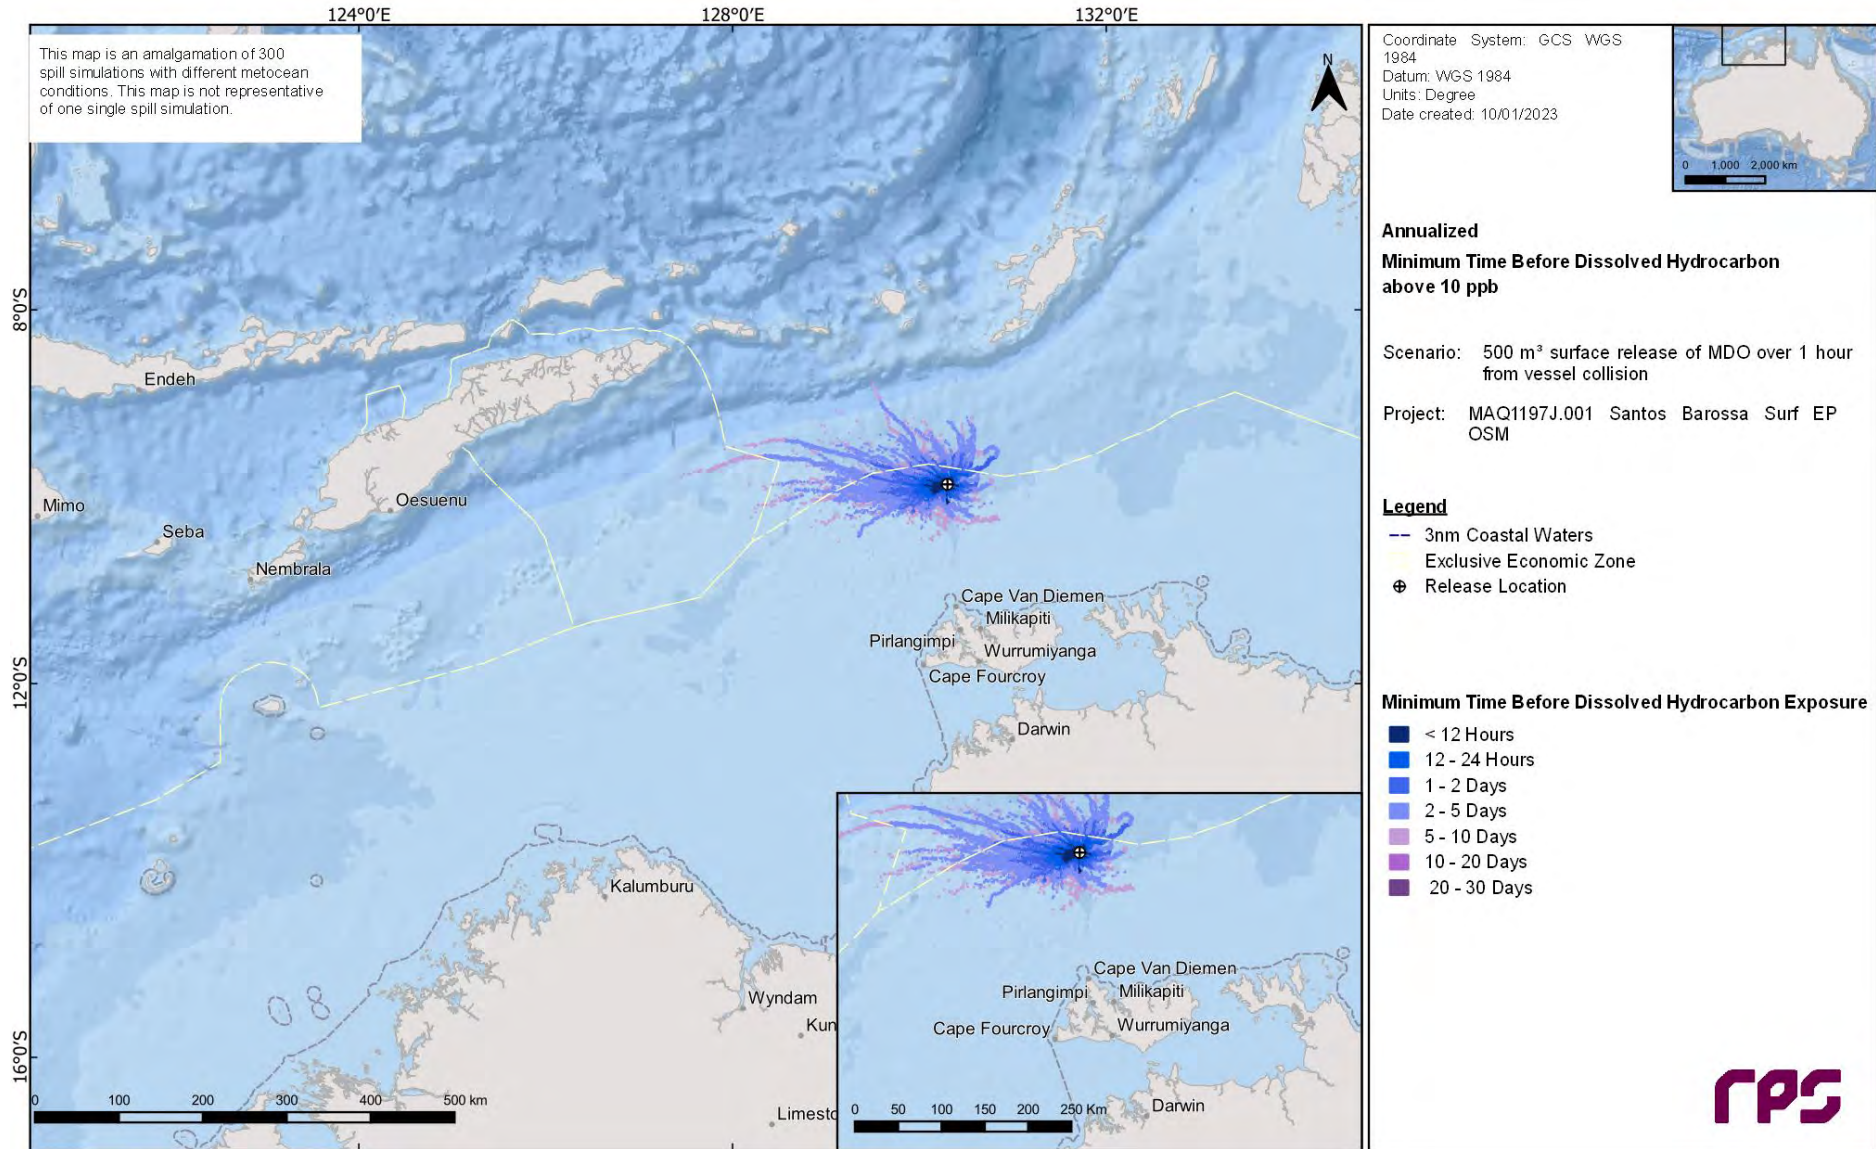 124°0'E
128°0'E
132°0'E
This map is an amalgamation of 300
spill simulations with different metocean
conditions. This map is not representative
of one single spill simulation.
N
8°0'S
12°0'S
16°0'S
Endeh
Mimo
Seba
Oesuenu
Nembrala
Cape Van Diemen
Milikapiti
Pirlangimpi
Wurrumiyanga
Cape Fourcroy
Darwin
Kalumburu
Wyndam
Kun
Limesto
0 100 200 300 400 500 km
Cape Van Diemen
Pirlangimpi
Milikapiti
Cape Fourcroy
Wurrumiyanga
Darwin
0 50 100 150 200 250 Km
Coordinate System: GCS WGS
1984
Datum: WGS 1984
Units: Degree
Date created: 10/01/2023
0 1,000 2,000 km
Annualized
Minimum Time Before Dissolved Hydrocarbon
above 10 ppb
Scenario: 500 m³ surface release of MDO over 1 hour
from vessel collision
Project: MAQ1197J.001 Santos Barossa Surf EP
OSM
Legend
3nm Coastal Waters
Exclusive Economic Zone
Release Location
Minimum Time Before Dissolved Hydrocarbon Exposure
< 12 Hours
12 - 24 Hours
1 - 2 Days
2 - 5 Days
5 - 10 Days
10 - 20 Days
20 - 30 Days
rps